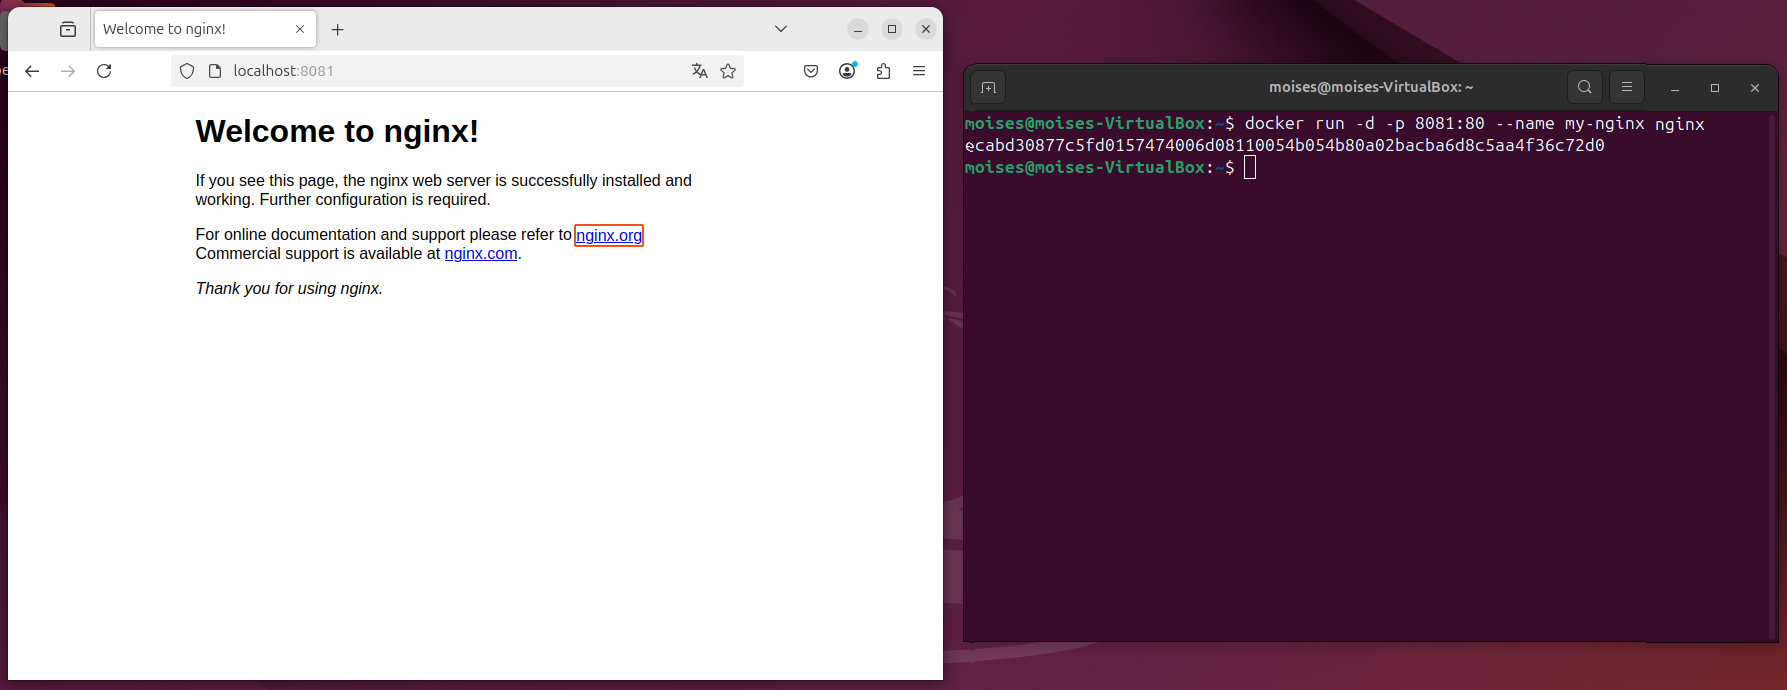 Welcome to nginx!
localhost:8081
Welcome to nginx!
If you see this page, the nginx web server is successfully installed and
working. Further configuration is required.
For online documentation and support please refer to nginx.org
Commercial support is available at nginx.com.
Thank you for using nginx.
moises@moises-VirtualBox: ~
moises@moises-VirtualBox:~$ docker run -d -p 8081:80 --name my-nginx nginx
ecabd30877c5fd0157474006d08110054b054b80a02bacba6d8c5aa4f36c72d0
moises@moises-VirtualBox:~$